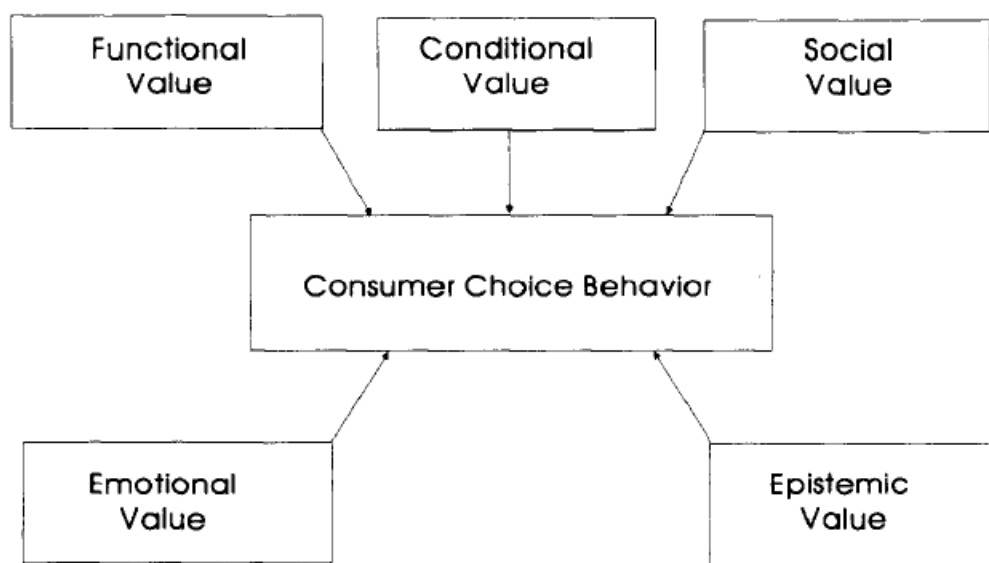 Functional
Value
Conditional
Value
Social
Value
Consumer Choice Behavior
Emotional
Value
Epistemic
Value